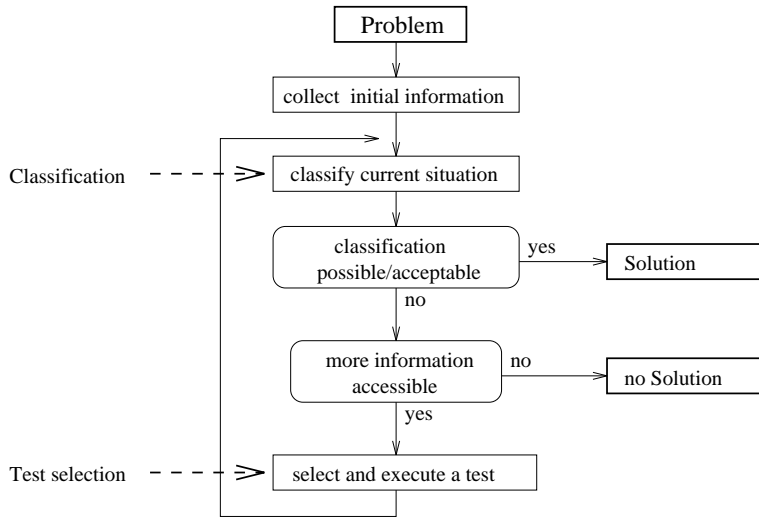 Problem
collect initial information
Classification
classify current situation
classification
possible/acceptable
yes
Solution
no
more information
accessible
no
no Solution
yes
Test selection
select and execute a test